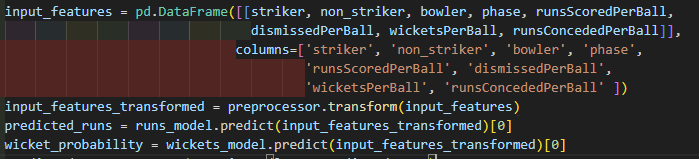 input_features = pd.DataFrame([[striker, non_striker, bowler, phase, runsScoredPerBall,
dismissedPerBall, wicketsPerBall, runsConcededPerBall]],
columns=['striker', 'non_striker', 'bowler', 'phase',
'runsScoredPerBall', 'dismissedPerBall',
'wicketsPerBall', 'runsConcededPerBall' ])
input_features_transformed = preprocessor.transform(input_features)
predicted_runs = runs_model.predict(input_features_transformed)[0]
wicket_probability = wickets_model.predict(input_features_transformed)[0]